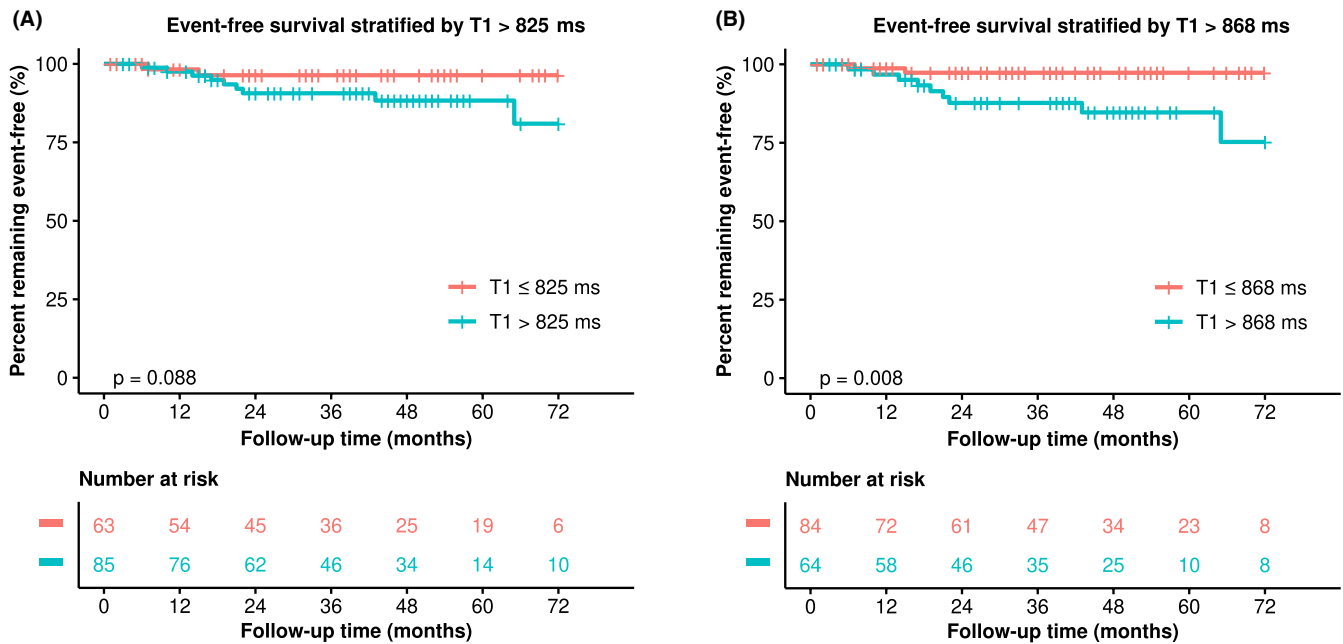 (A)
Event-free survival stratified by T1 > 825 ms
Percent remaining event-free (%)
100
75
50
25
0
T1 ≤ 825 ms
T1 > 825 ms
p = 0.088
0 12 24 36 48 60 72
Follow-up time (months)
Number at risk
63 54 45 36 25 19 6
85 76 62 46 34 14 10
0 12 24 36 48 60 72
Follow-up time (months)
(B)
Event-free survival stratified by T1 > 868 ms
Percent remaining event-free (%)
100
75
50
25
0
T1 ≤ 868 ms
T1 > 868 ms
p = 0.008
0 12 24 36 48 60 72
Follow-up time (months)
Number at risk
84 72 61 47 34 23 8
64 58 46 35 25 10 8
0 12 24 36 48 60 72
Follow-up time (months)